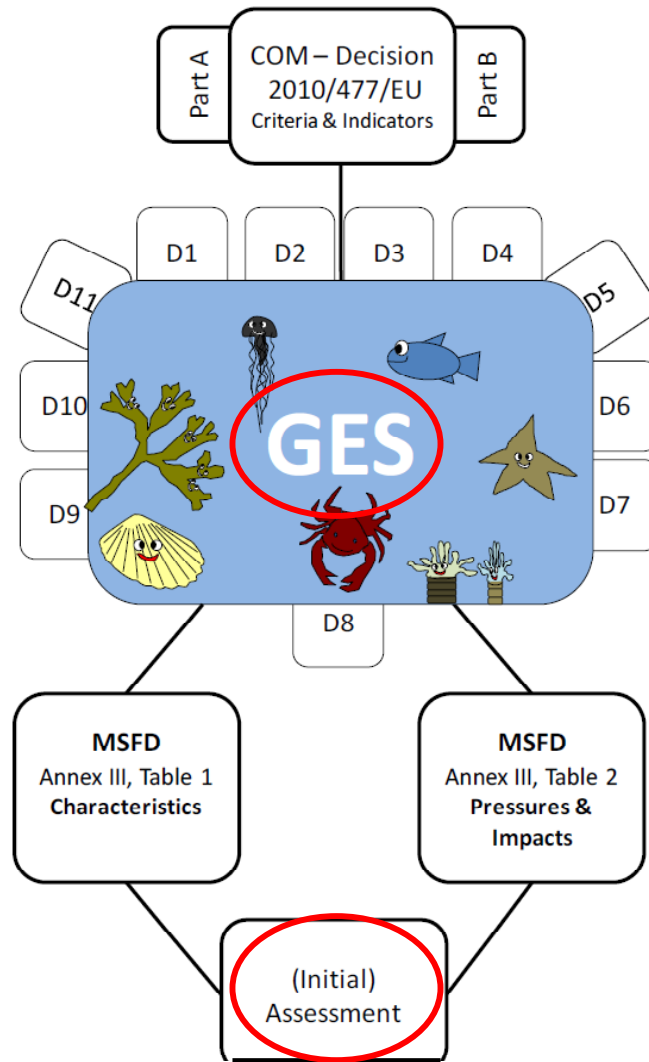 Part A
COM – Decision
2010/477/EU
Criteria & Indicators
Part B
D1
D2
D3
D4
D11
D5
D10
GES
D6
D9
D7
D8
MSFD
Annex III, Table 1
Characteristics
MSFD
Annex III, Table 2
Pressures &
Impacts
(Initial)
Assessment